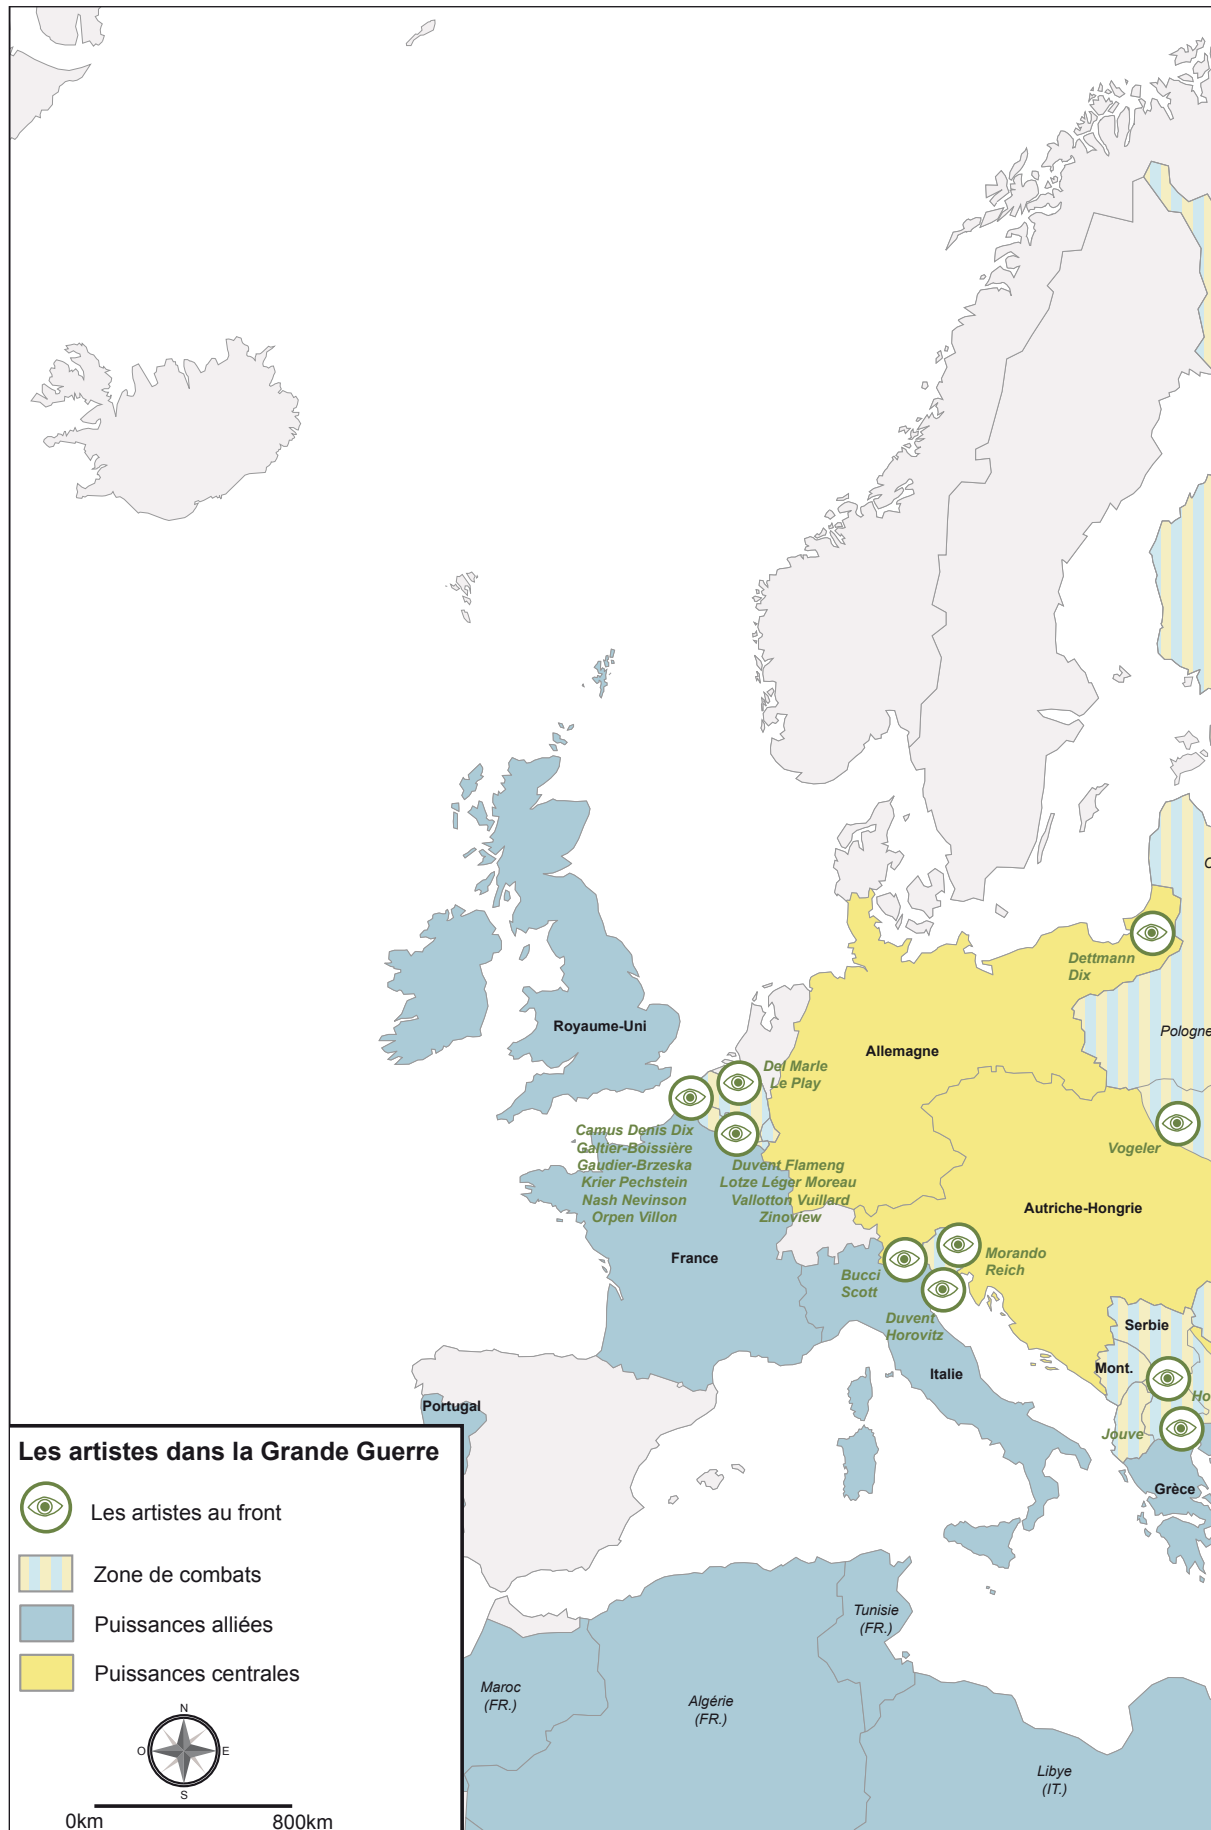 C
Dettmann
Dix
Royaume-Uni
Pologne
Allemagne
Del Marle
Le Play
Camus Denis Dix
Galtier-Boissière
Gaudier-Brzeska
Krier Pechstein
Nash Nevinson
Orpen Villon
Duvent Flameng
Lotze Léger Moreau
Vallotton Vuillard
Zinoview
Vogeler
Autriche-Hongrie
France
Morando
Reich
Bucci
Scott
Duvent
Horovitz
Serbie
Mont.
Italie
Ho
Portugal
Jouve
Grèce
Les artistes dans la Grande Guerre
Les artistes au front
Zone de combats
Puissances alliées
Puissances centrales
N
O
E
S
0km
800km
Tunisie
(FR.)
Maroc
(FR.)
Algérie
(FR.)
Libye
(IT.)